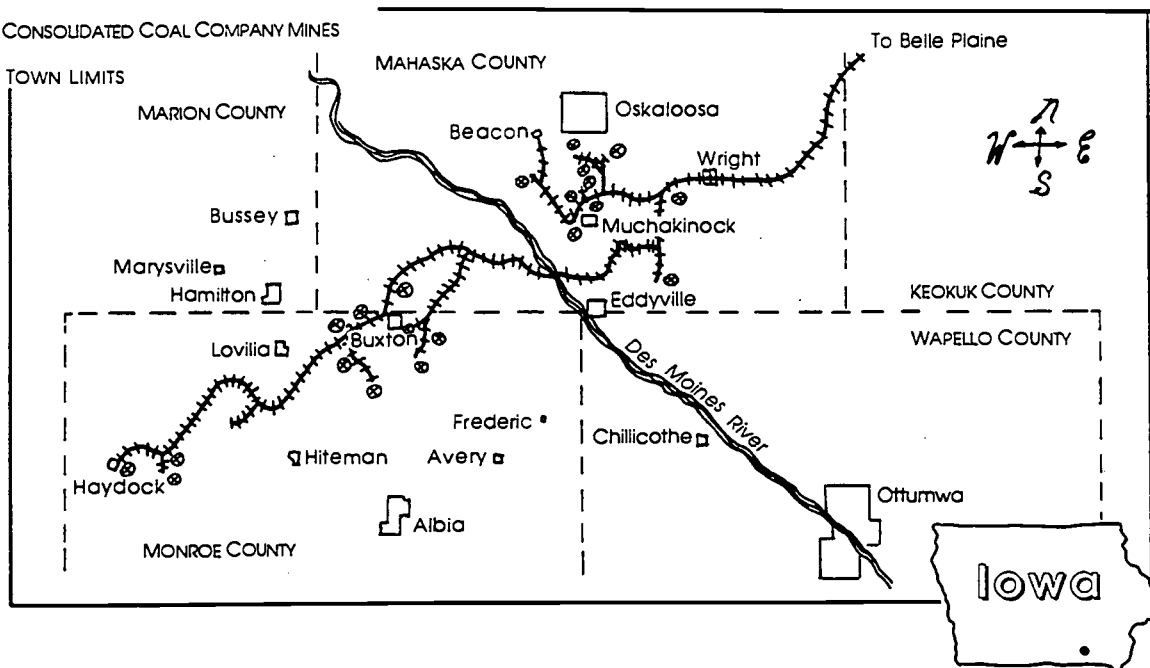 CONSOLIDATED COAL COMPANY MINES
TOWN LIMITS
MAHASKA COUNTY
To Belle Plaine
MARION COUNTY
Oskaloosa
Beacon
Wright
N
W E
S
Bussey
Muchakinock
Marysville
Hamilton
Eddyville
KEOKUK COUNTY
Buxton
WAPELLO COUNTY
Lovilia
Des Moines River
Frederic
Chillicothe
Hiteman
Avery
Haydock
Ottumwa
Albia
MONROE COUNTY
Iowa